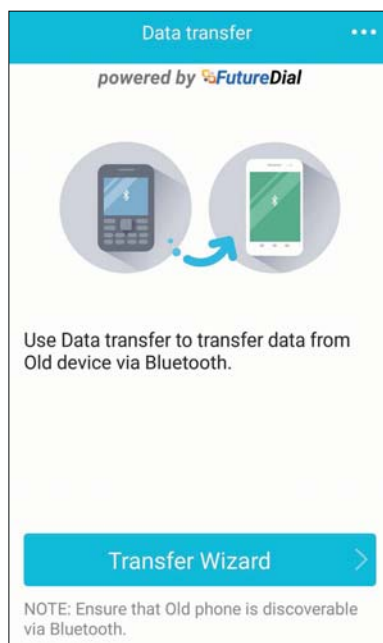 Data transfer
powered by FutureDial
Use Data transfer to transfer data from
Old device via Bluetooth.
Transfer Wizard
NOTE: Ensure that Old phone is discoverable
via Bluetooth.